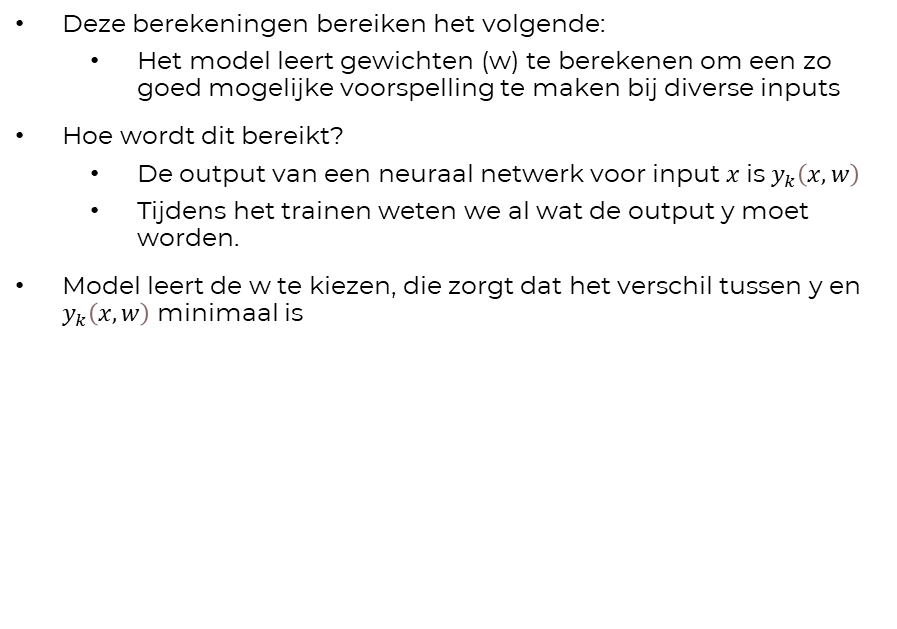 • Deze berekeningen bereiken het volgende:
• Het model leert gewichten (w) te berekenen om een zo
goed mogelijke voorspelling te maken bij diverse inputs
• Hoe wordt dit bereikt?
• De output van een neuraal netwerk voor input x is yₖ(x, w)
• Tijdens het trainen weten we al wat de output y moet
worden.
• Model leert de w te kiezen, die zorgt dat het verschil tussen y en
yₖ(x, w) minimaal is